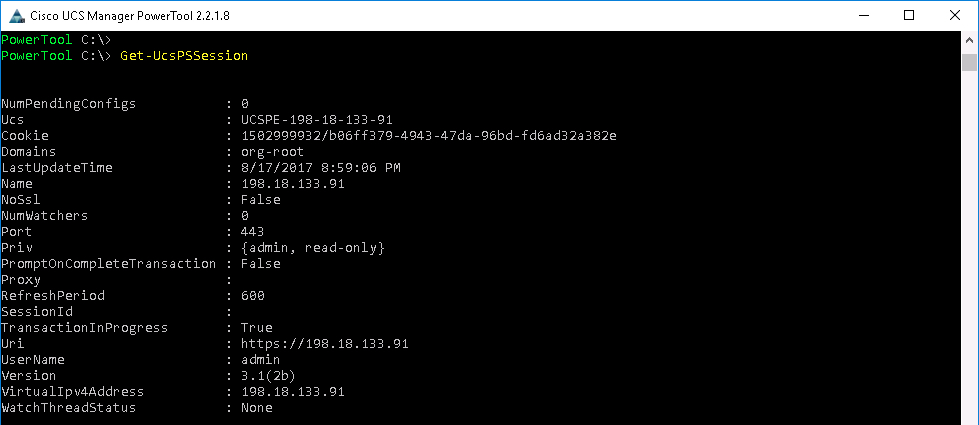 Cisco UCS Manager PowerTool 2.2.1.8
PowerTool C:\>
PowerTool C:\> Get-UcsPSSession
NumPendingConfigs : 0
Ucs : UCSPE-198-18-133-91
Cookie : 1502999932/b06ff379-4943-47da-96bd-fd6ad32a382e
Domains : org-root
LastUpdateTime : 8/17/2017 8:59:06 PM
Name : 198.18.133.91
NoSsl : False
NumWatchers : 0
Port : 443
Priv : {admin, read-only}
PromptOnCompleteTransaction : False
Proxy :
RefreshPeriod : 600
SessionId :
TransactionInProgress : True
Uri : https://198.18.133.91
UserName : admin
Version : 3.1(2b)
VirtualIpv4Address : 198.18.133.91
WatchThreadStatus : None